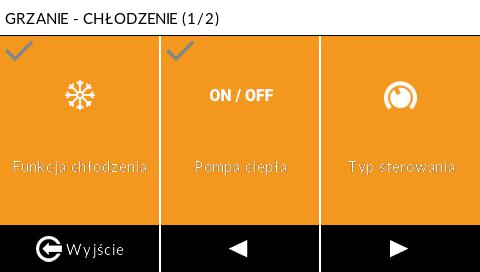 GRZANIE - CHŁODZENIE (1/2)
ON / OFF
Funkcja chłodzenia
Pompa ciepła
Typ sterowania
Wyjście